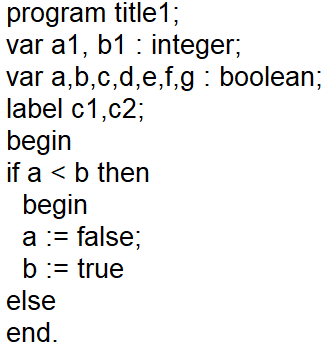 program title1;
var a1, b1 : integer;
var a,b,c,d,e,f,g : boolean;
label c1,c2;
begin
if a < b then
begin
a := false;
b := true
else
end.